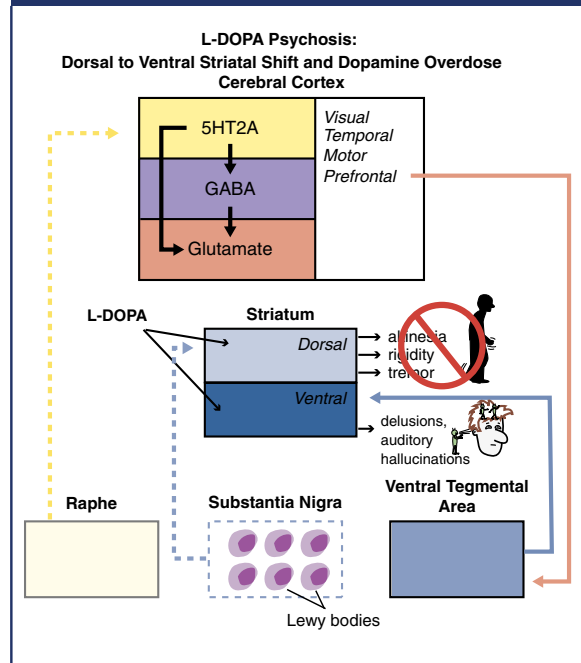 L-DOPA Psychosis:
Dorsal to Ventral Striatal Shift and Dopamine Overdose
Cerebral Cortex
5HT2A
GABA
Glutamate
Visual
Temporal
Motor
Prefrontal
L-DOPA
Striatum
Dorsal
Ventral
akinesia
rigidity
tremor
delusions,
auditory
hallucinations
Raphe
Substantia Nigra
Ventral Tegmental
Area
Lewy bodies